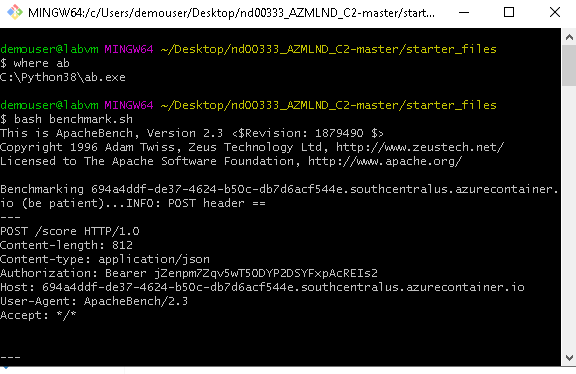 MINGW64:/c/Users/demouser/Desktop/nd00333_AZMLND_C2-master/start...
demouser@labvm MINGW64 ~/Desktop/nd00333_AZMLND_C2-master/starter_files
$ where ab
C:\Python38\ab.exe
demouser@labvm MINGW64 ~/Desktop/nd00333_AZMLND_C2-master/starter_files
$ bash benchmark.sh
This is ApacheBench, Version 2.3 <$Revision: 1879490 $>
Copyright 1996 Adam Twiss, Zeus Technology Ltd, http://www.zeustech.net/
Licensed to The Apache Software Foundation, http://www.apache.org/
Benchmarking 694a4ddf-de37-4624-b50c-db7d6acf544e.southcentralus.azurecontainer.
io (be patient)...INFO: POST header ==
---
POST /score HTTP/1.0
Content-length: 812
Content-type: application/json
Authorization: Bearer jZenpm7Zqv5wT5ODYP2DSYFxpAcREIs2
Host: 694a4ddf-de37-4624-b50c-db7d6acf544e.southcentralus.azurecontainer.io
User-Agent: ApacheBench/2.3
Accept: */*
---